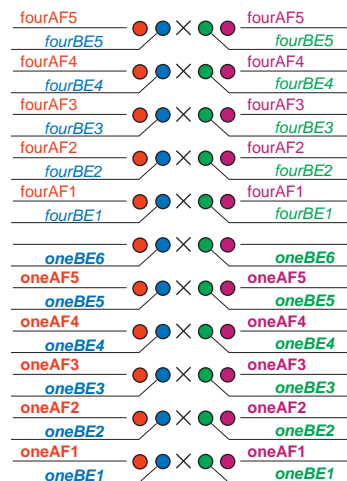 fourAF5 fourAF5
fourBE5 fourBE5
fourAF4 fourAF4
fourBE4 fourBE4
fourAF3 fourAF3
fourBE3 fourBE3
fourAF2 fourAF2
fourBE2 fourBE2
fourAF1 fourAF1
fourBE1 fourBE1
oneBE6 oneBE6
oneAF5 oneAF5
oneBE5 oneBE5
oneAF4 oneAF4
oneBE4 oneBE4
oneAF3 oneAF3
oneBE3 oneBE3
oneAF2 oneAF2
oneBE2 oneBE2
oneAF1 oneAF1
oneBE1 oneBE1